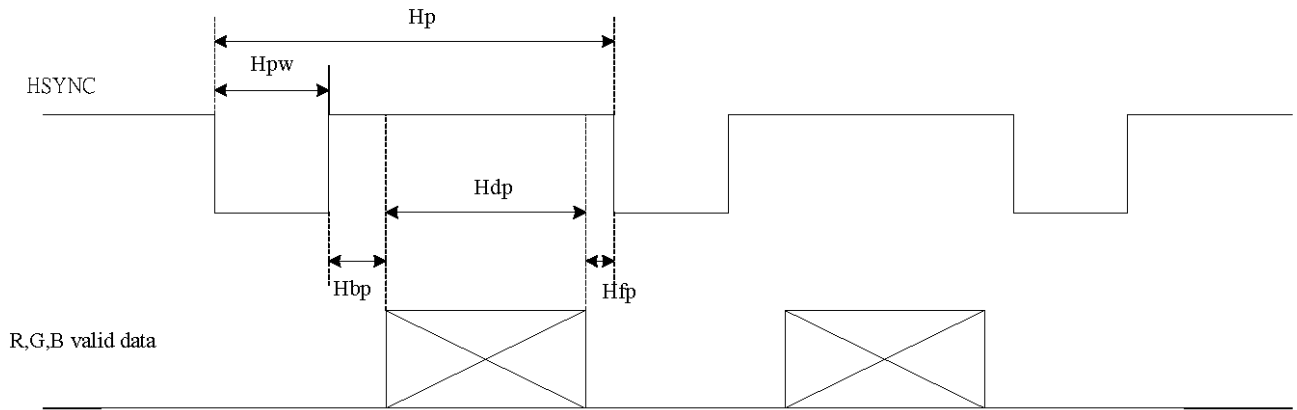 Hp
Hpw
HSYNC
Hdp
Hbp
Hfp
R,G,B valid data